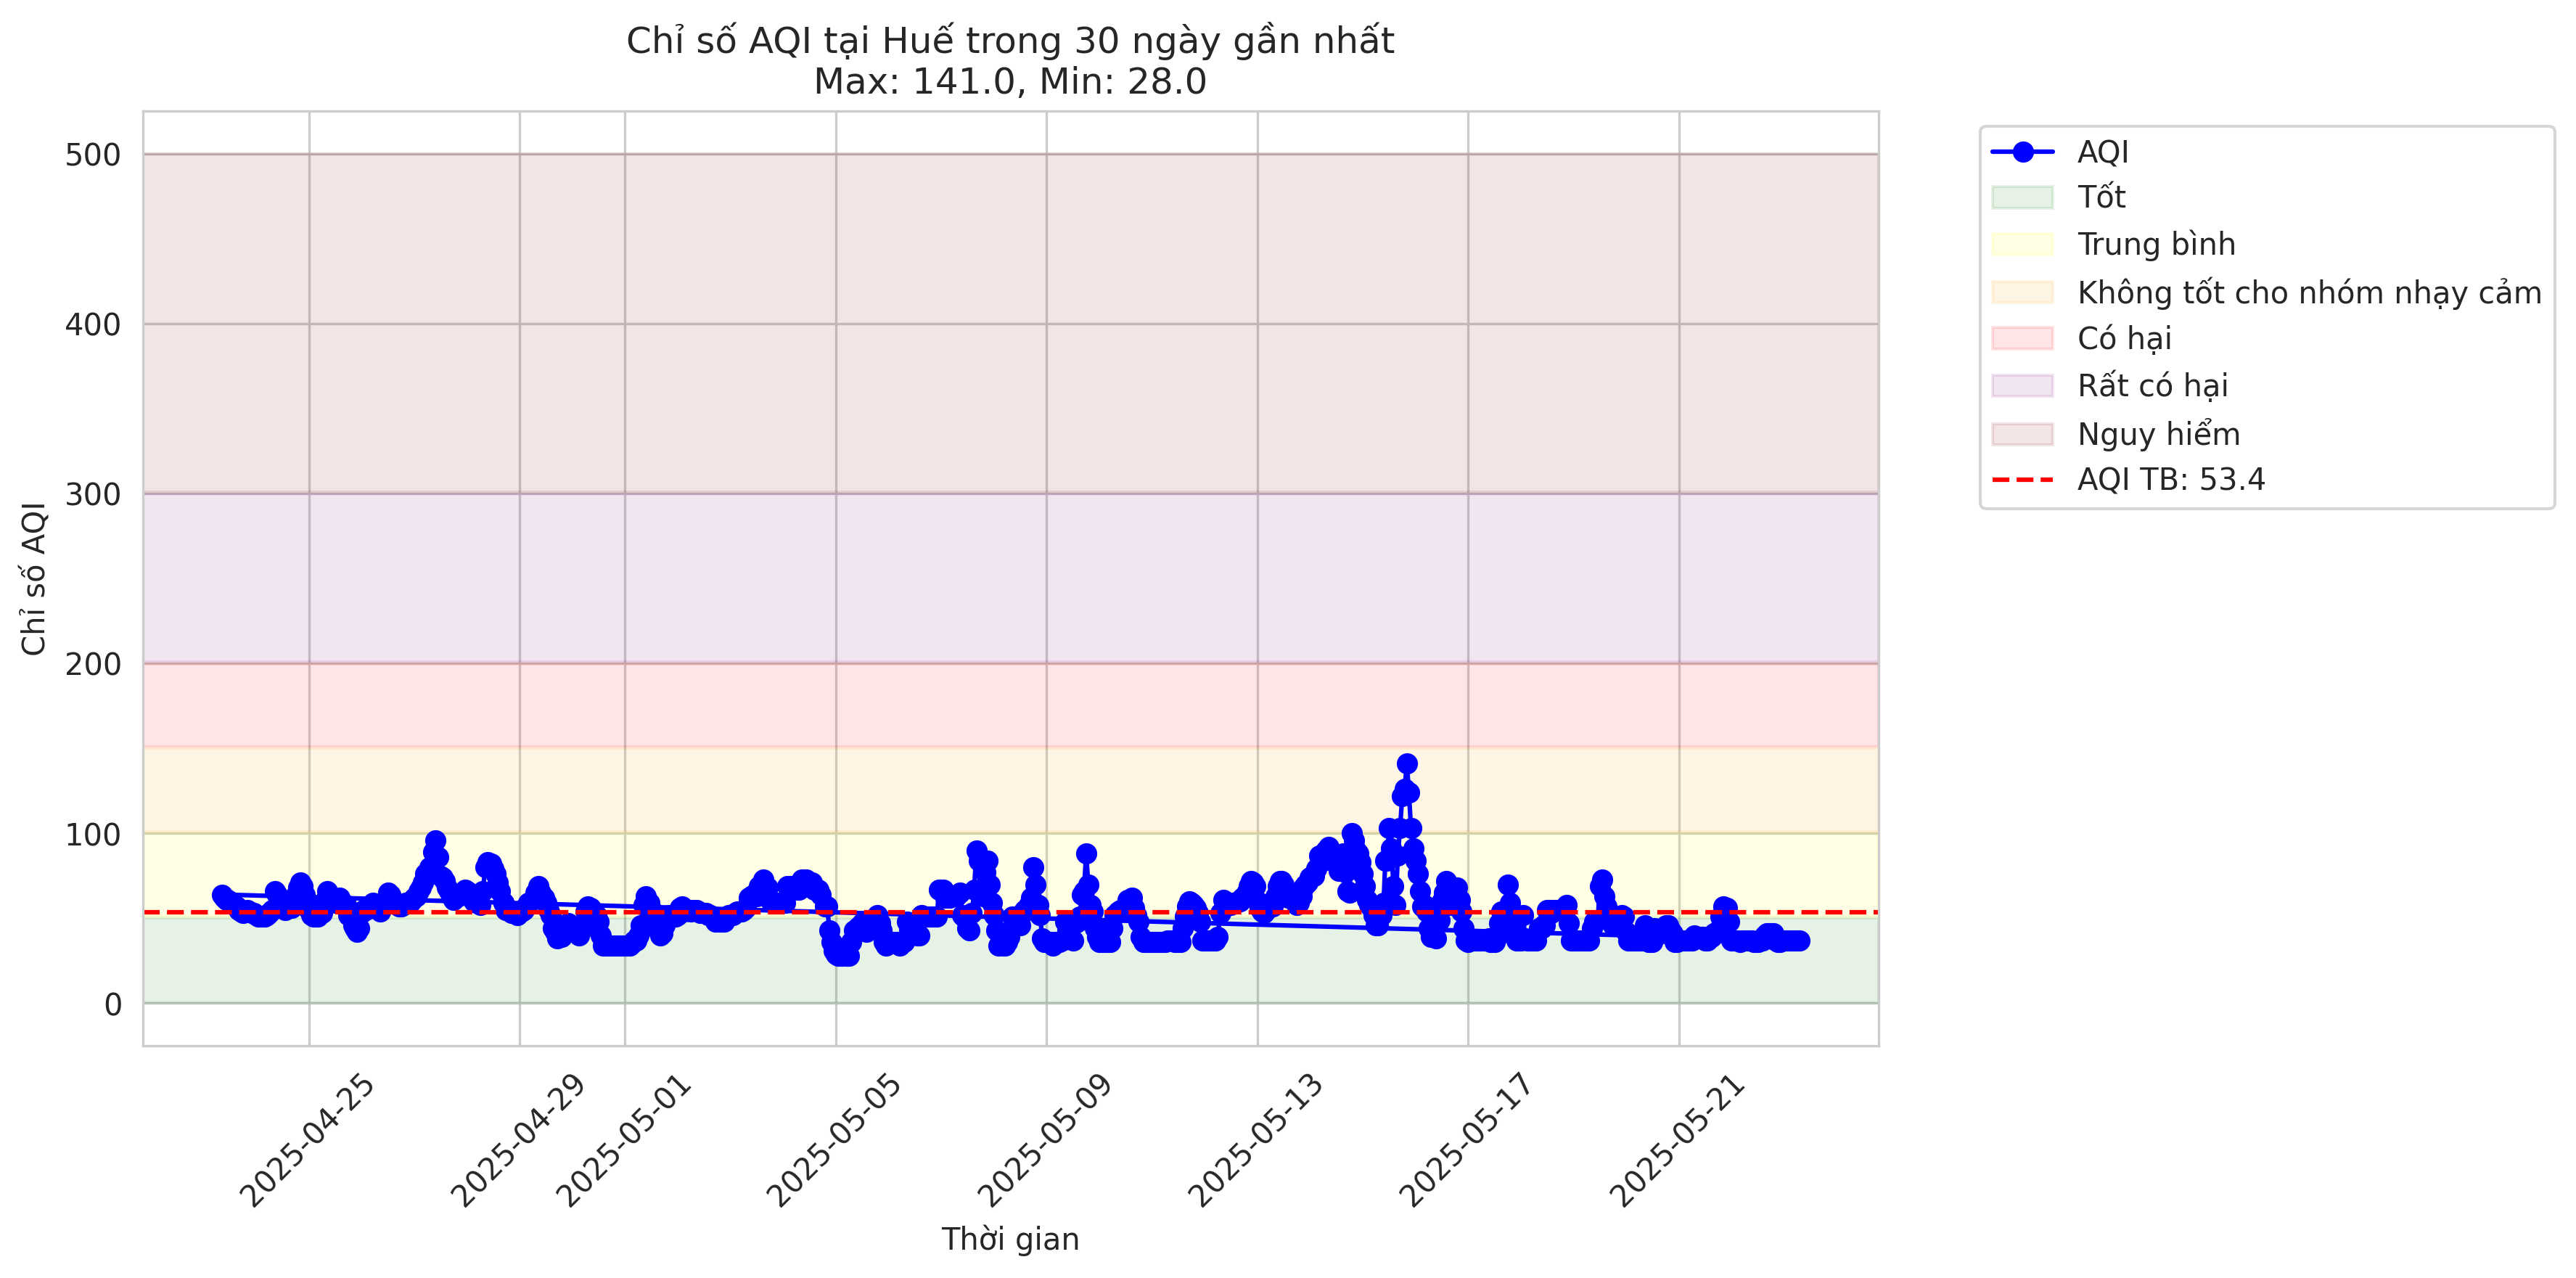 Chỉ số AQI tại Huế trong 30 ngày gần nhất
Max: 141.0, Min: 28.0
Chỉ số AQI
500
400
300
200
100
0
2025-04-25
2025-04-29
2025-05-01
2025-05-05
2025-05-09
2025-05-13
2025-05-17
2025-05-21
Thời gian
AQI
Tốt
Trung bình
Không tốt cho nhóm nhạy cảm
Có hại
Rất có hại
Nguy hiểm
AQI TB: 53.4